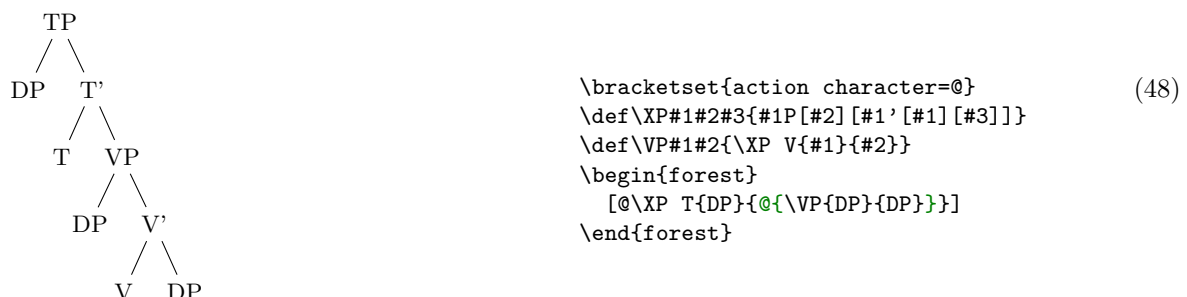 TP
DP T'
T VP
DP V'
V DP
\bracketset{action character=@}
\def\XP#1#2#3{#1P[#2][#1'[#1][#3]]}
\def\VP#1#2{\XP V{#1}{#2}}
\begin{forest}
[@\XP T{DP}{@{\VP{DP}{DP}}}]
\end{forest}
(48)